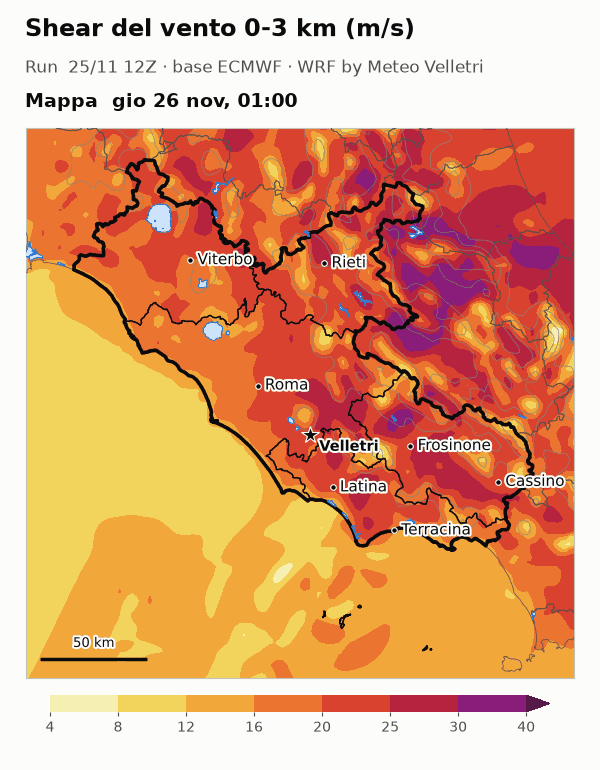 Shear del vento 0-3 km (m/s)
Run 25/11 12Z · base ECMWF · WRF by Meteo Velletri
Mappa gio 26 nov, 01:00
Viterbo
Rieti
Roma
Velletri
Frosinone
Latina
Cassino
Terracina
50 km
4 8 12 16 20 25 30 40